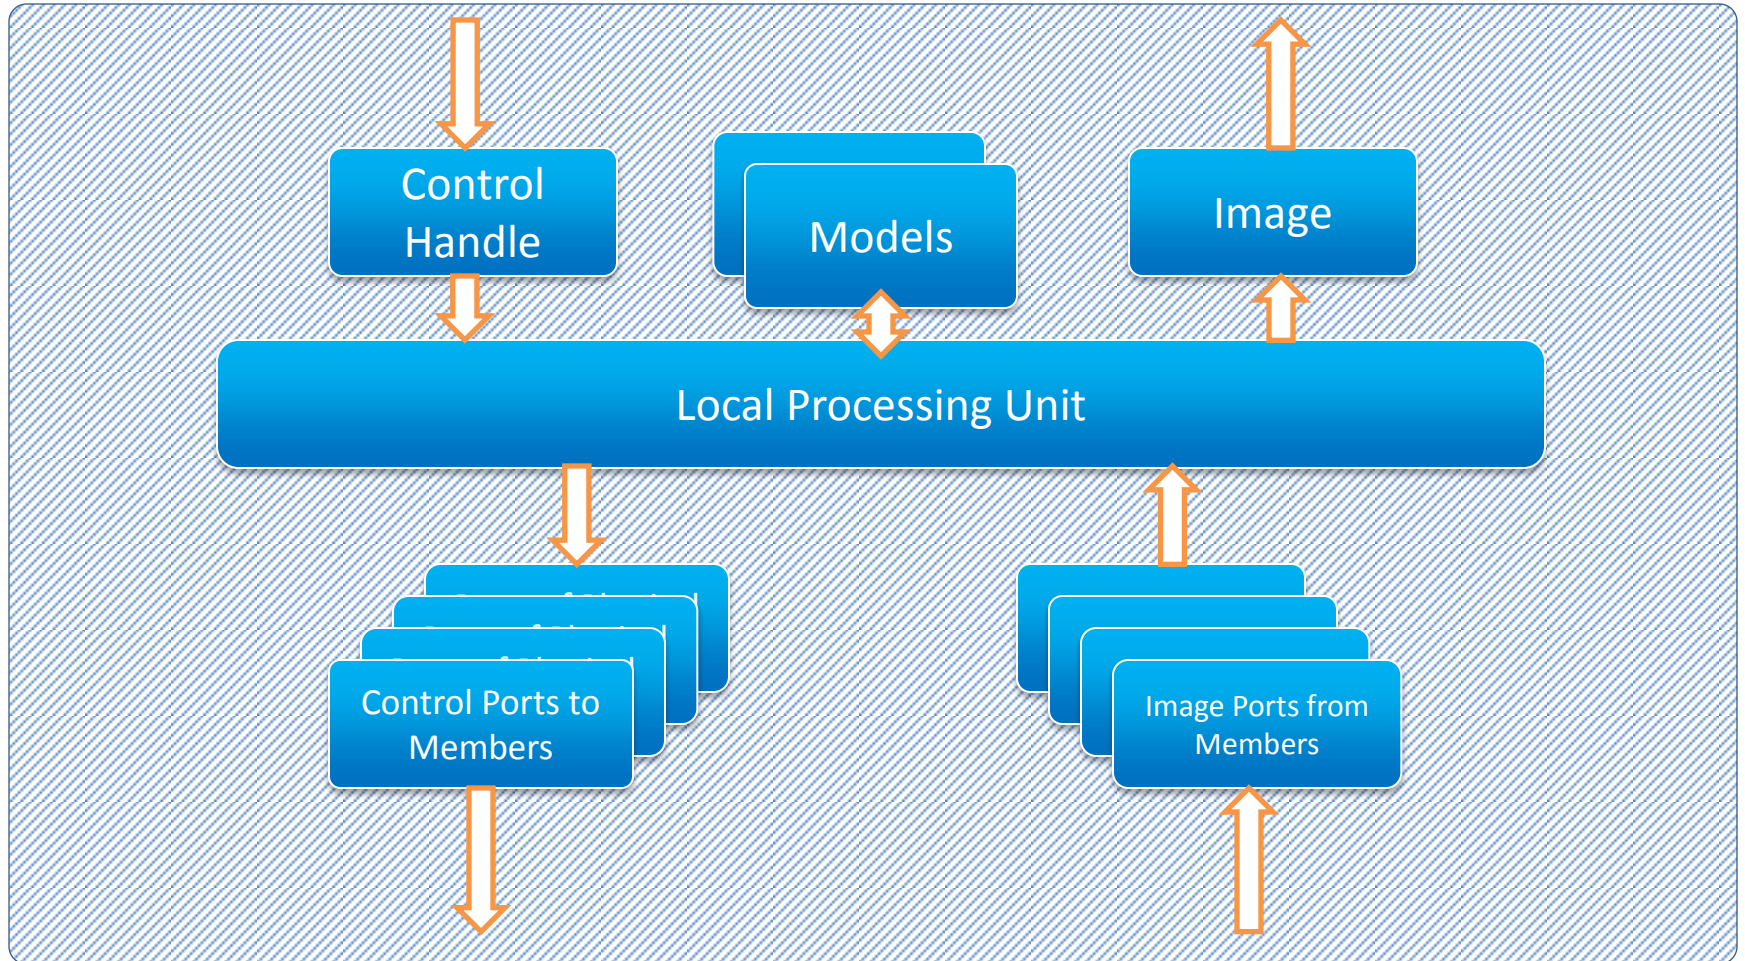 Control
Handle
Models
Image
Local Processing Unit
Control Ports to
Members
Image Ports from
Members